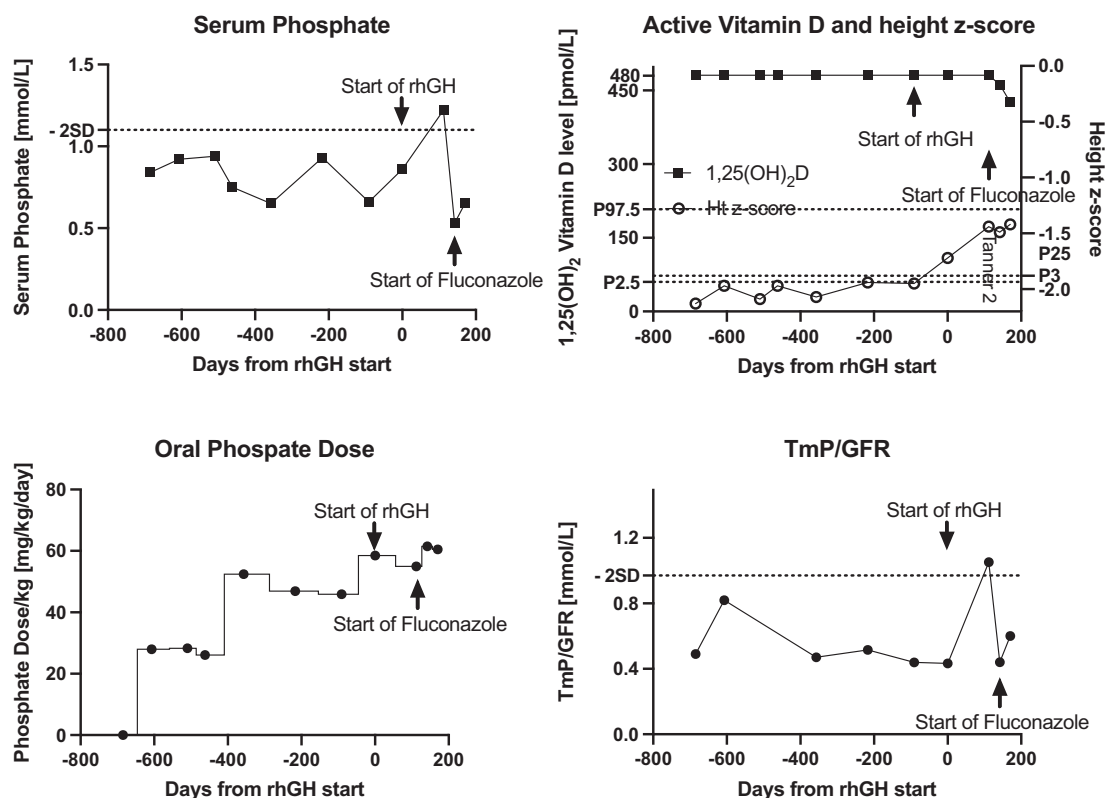 Serum Phosphate
Serum Phosphate [mmol/L]
1.5
- 2SD
1.0
0.5
0.0
Start of rhGH
Start of Fluconazole
-800 -600 -400 -200 0 200
Days from rhGH start
Active Vitamin D and height z-score
1,25(OH)2 Vitamin D level [pmol/L]
480
450
300
P97.5
150
P2.5
0
Start of rhGH
1,25(OH)2D
Start of Fluconazole
Ht z-score
Tanner 2
0.0
-0.5
-1.0
-1.5
P25
P3
-2.0
Height z-score
-800 -600 -400 -200 0 200
Days from rhGH start
Oral Phospate Dose
Phosphate Dose/kg [mg/kg/day]
80
60
40
20
0
Start of rhGH
Start of Fluconazole
-800 -600 -400 -200 0 200
Days from rhGH start
TmP/GFR
TmP/GFR [mmol/L]
1.2
- 2SD
0.8
0.4
0.0
Start of rhGH
Start of Fluconazole
-800 -600 -400 -200 0 200
Days from rhGH start